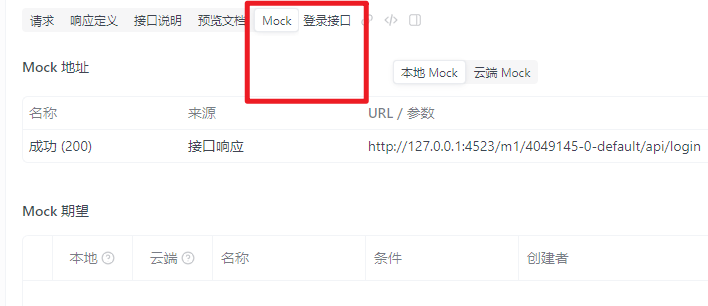 请求 响应定义 接口说明 预览文档 Mock 登录接口
Mock 地址
本地 Mock 云端 Mock
名称 来源 URL / 参数
成功 (200) 接口响应 http://127.0.0.1:4523/m1/4049145-0-default/api/login
Mock 期望
本地 云端 名称 条件 创建者